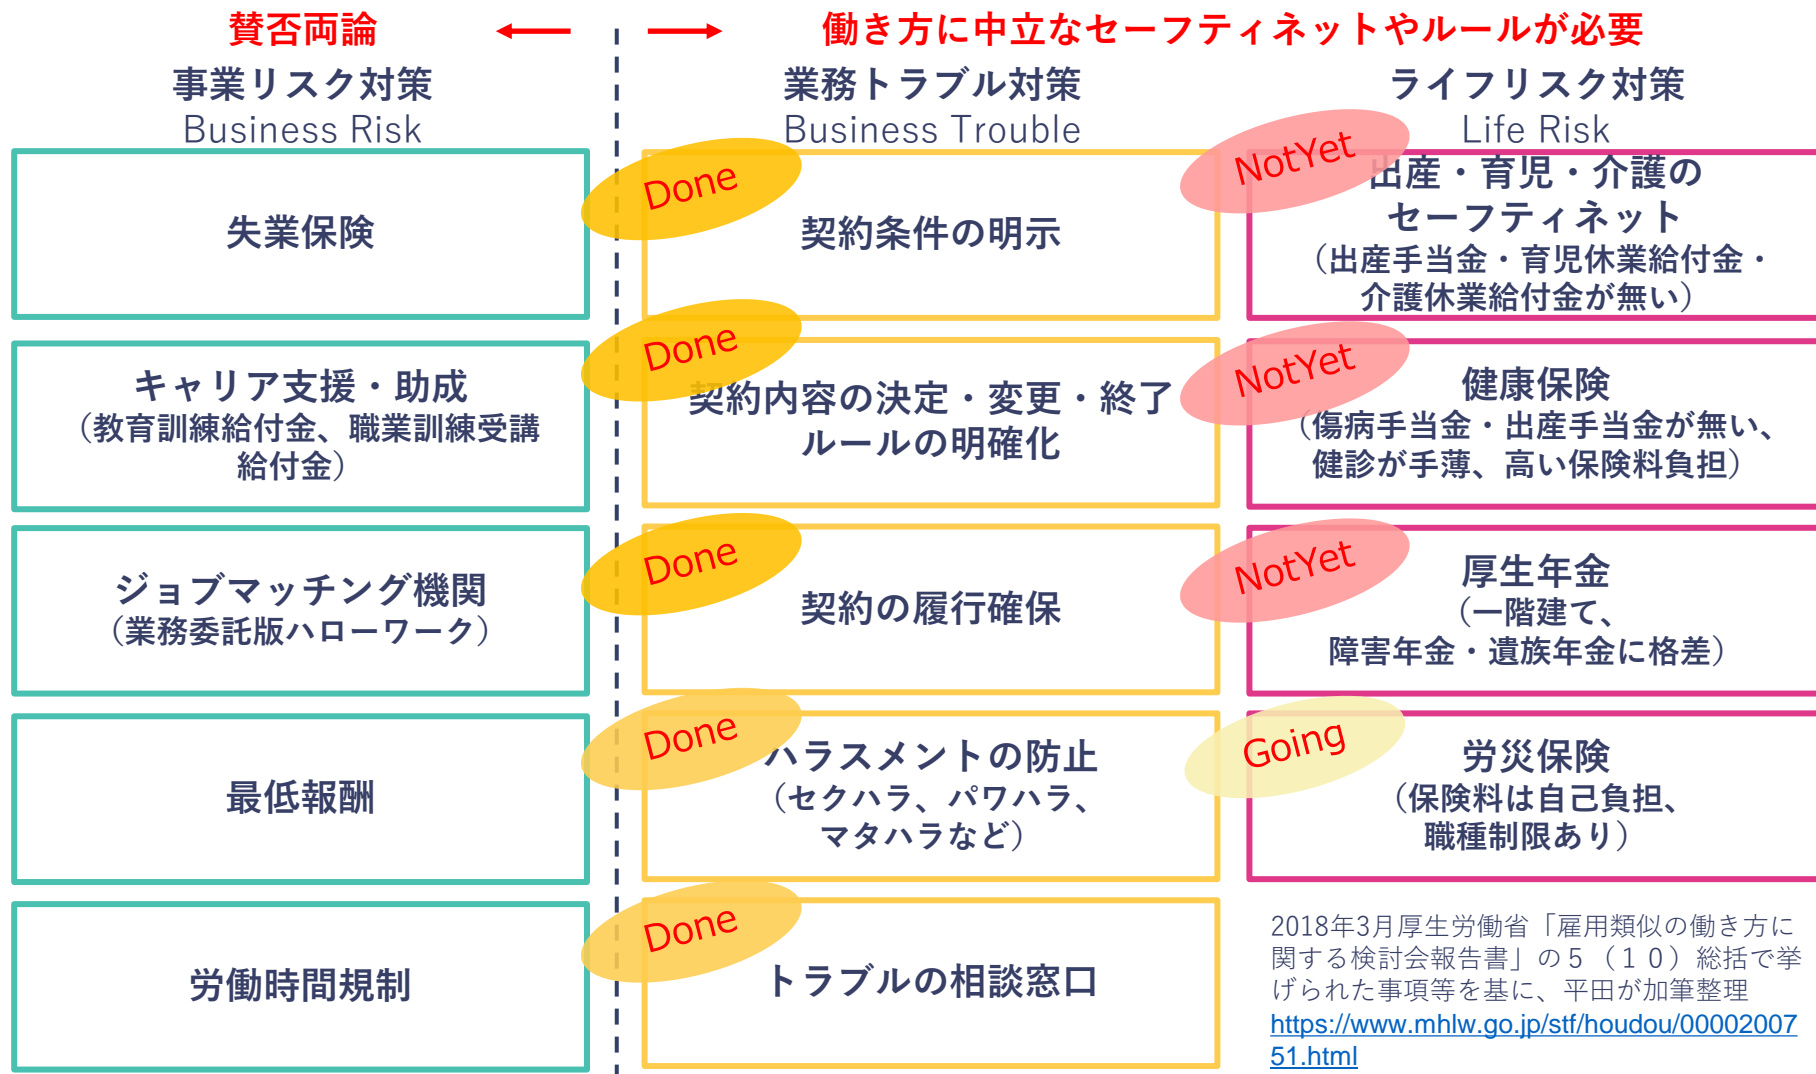 賛否両論
働き方に中立なセーフティネットやルールが必要
事業リスク対策
Business Risk
失業保険
キャリア支援・助成
（教育訓練給付金、職業訓練受講
給付金）
ジョブマッチング機関
（業務委託版ハローワーク）
最低報酬
労働時間規制
業務トラブル対策
Business Trouble
Done
契約条件の明示
Done
契約内容の決定・変更・終了
ルールの明確化
Done
契約の履行確保
Done
ハラスメントの防止
（セクハラ、パワハラ、
マタハラなど）
Done
トラブルの相談窓口
ライフリスク対策
Life Risk
NotYet
出産・育児・介護の
セーフティネット
（出産手当金・育児休業給付金・
介護休業給付金が無い）
NotYet
健康保険
（傷病手当金・出産手当金が無い、
健診が手薄、高い保険料負担）
NotYet
厚生年金
（一階建て、
障害年金・遺族年金に格差）
Going
労災保険
（保険料は自己負担、
職種制限あり）
2018年3月厚生労働省「雇用類似の働き方に
関する検討会報告書」の５（１０）総括で挙
げられた事項等を基に、平田が加筆整理
https://www.mhlw.go.jp/stf/houdou/00002007
51.html